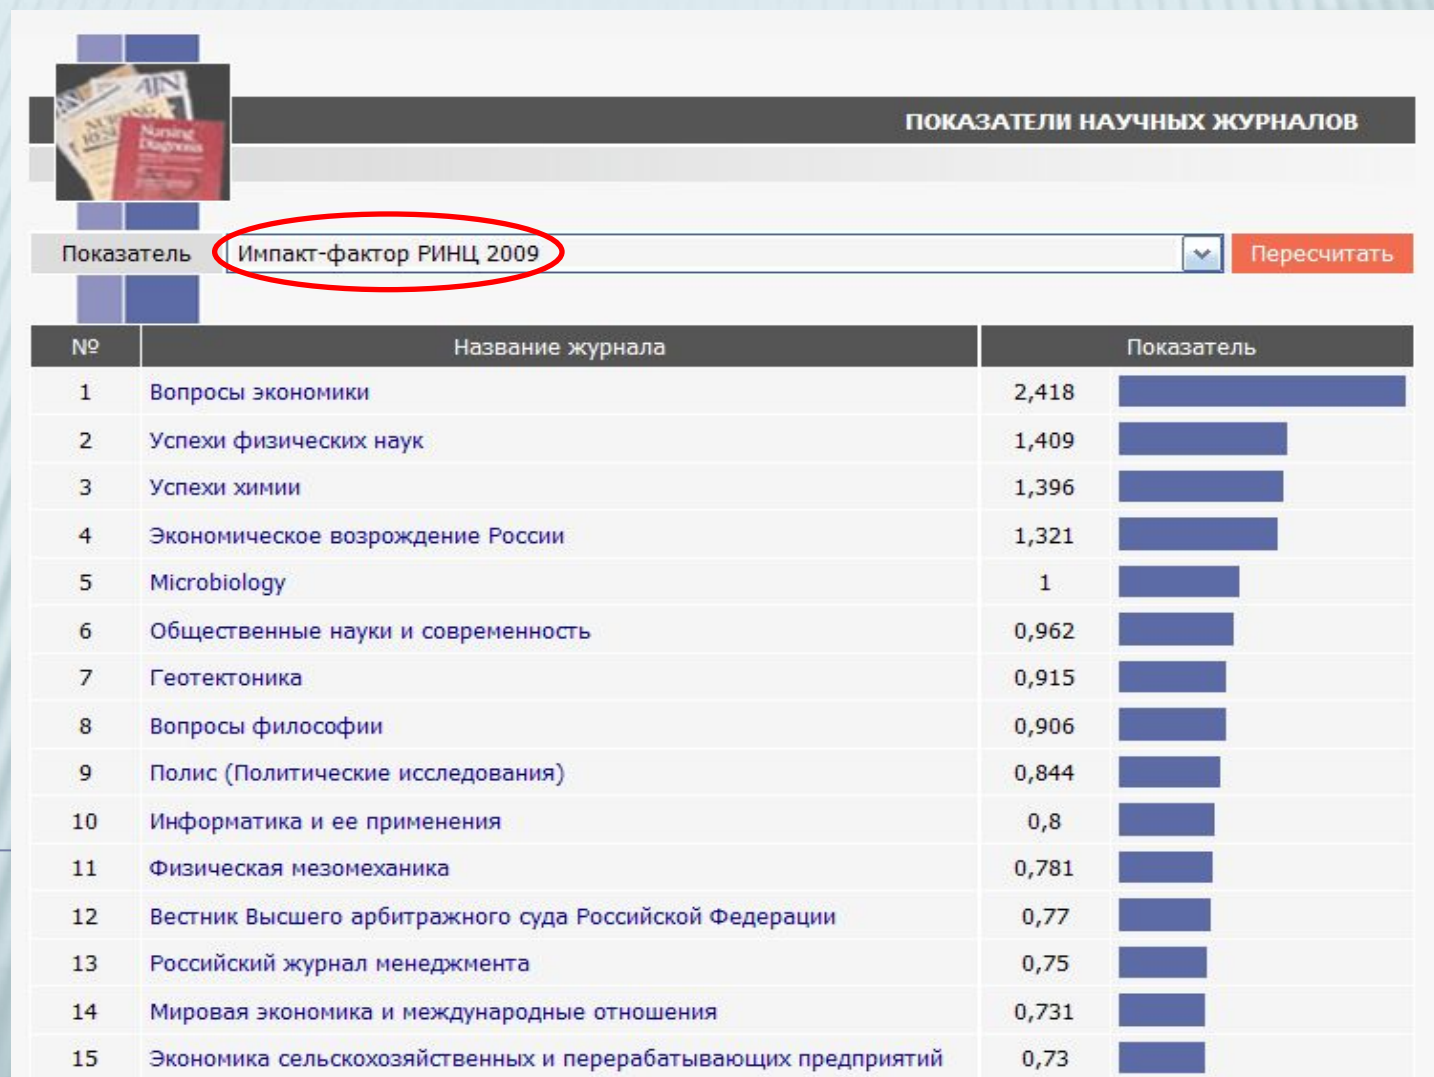 AJN
Nursing
Diagnosis
ПОКАЗАТЕЛИ НАУЧНЫХ ЖУРНАЛОВ
Показатель Импакт-фактор РИНЦ 2009 Пересчитать
№ Название журнала Показатель
1 Вопросы экономики 2,418
2 Успехи физических наук 1,409
3 Успехи химии 1,396
4 Экономическое возрождение России 1,321
5 Microbiology 1
6 Общественные науки и современность 0,962
7 Геотектоника 0,915
8 Вопросы философии 0,906
9 Полис (Политические исследования) 0,844
10 Информатика и ее применения 0,8
11 Физическая мезомеханика 0,781
12 Вестник Высшего арбитражного суда Российской Федерации 0,77
13 Российский журнал менеджмента 0,75
14 Мировая экономика и международные отношения 0,731
15 Экономика сельскохозяйственных и перерабатывающих предприятий 0,73